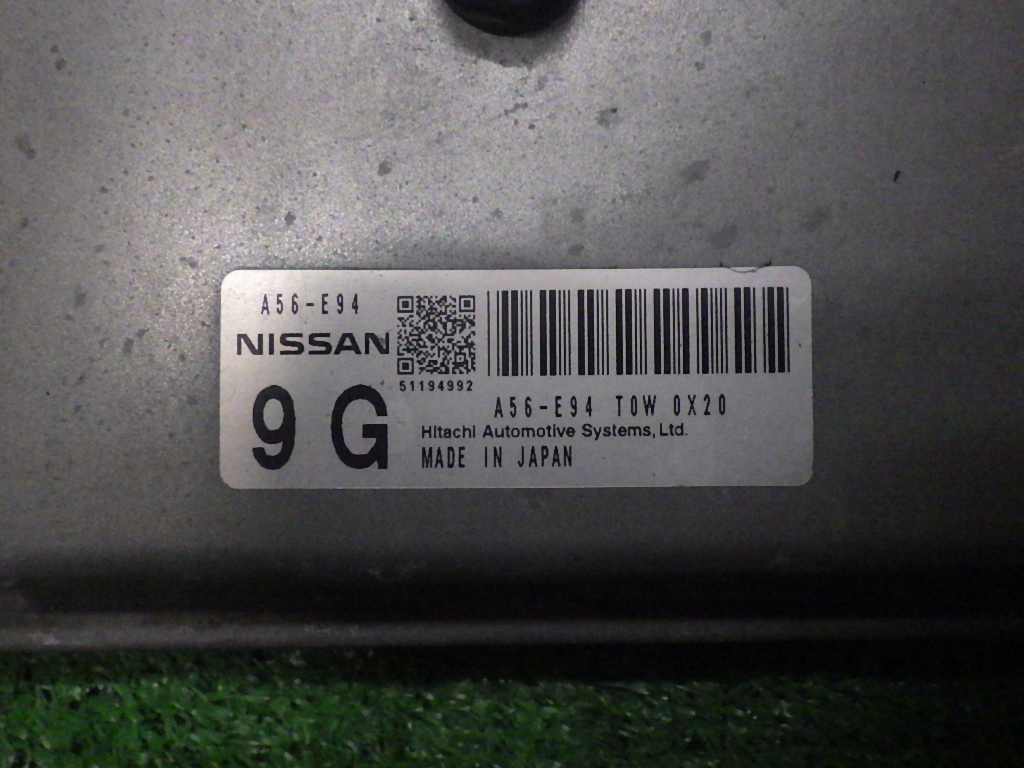 A56-E94
NISSAN
51194992
9 G
A56-E94 T0W 0X20
Hitachi Automotive Systems, Ltd.
MADE IN JAPAN